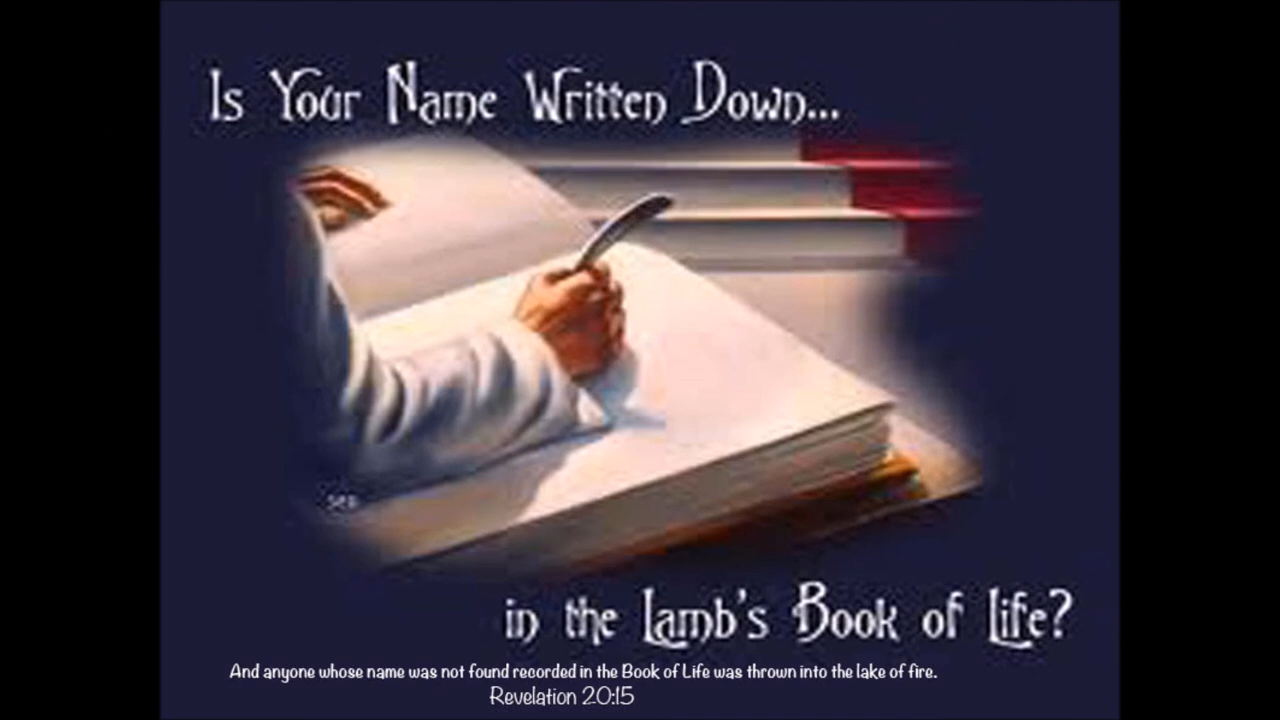 Is Your Name Written Down...
in the Lamb's Book of Life?
And anyone whose name was not found recorded in the Book of Life was thrown into the lake of fire.
Revelation 20:15